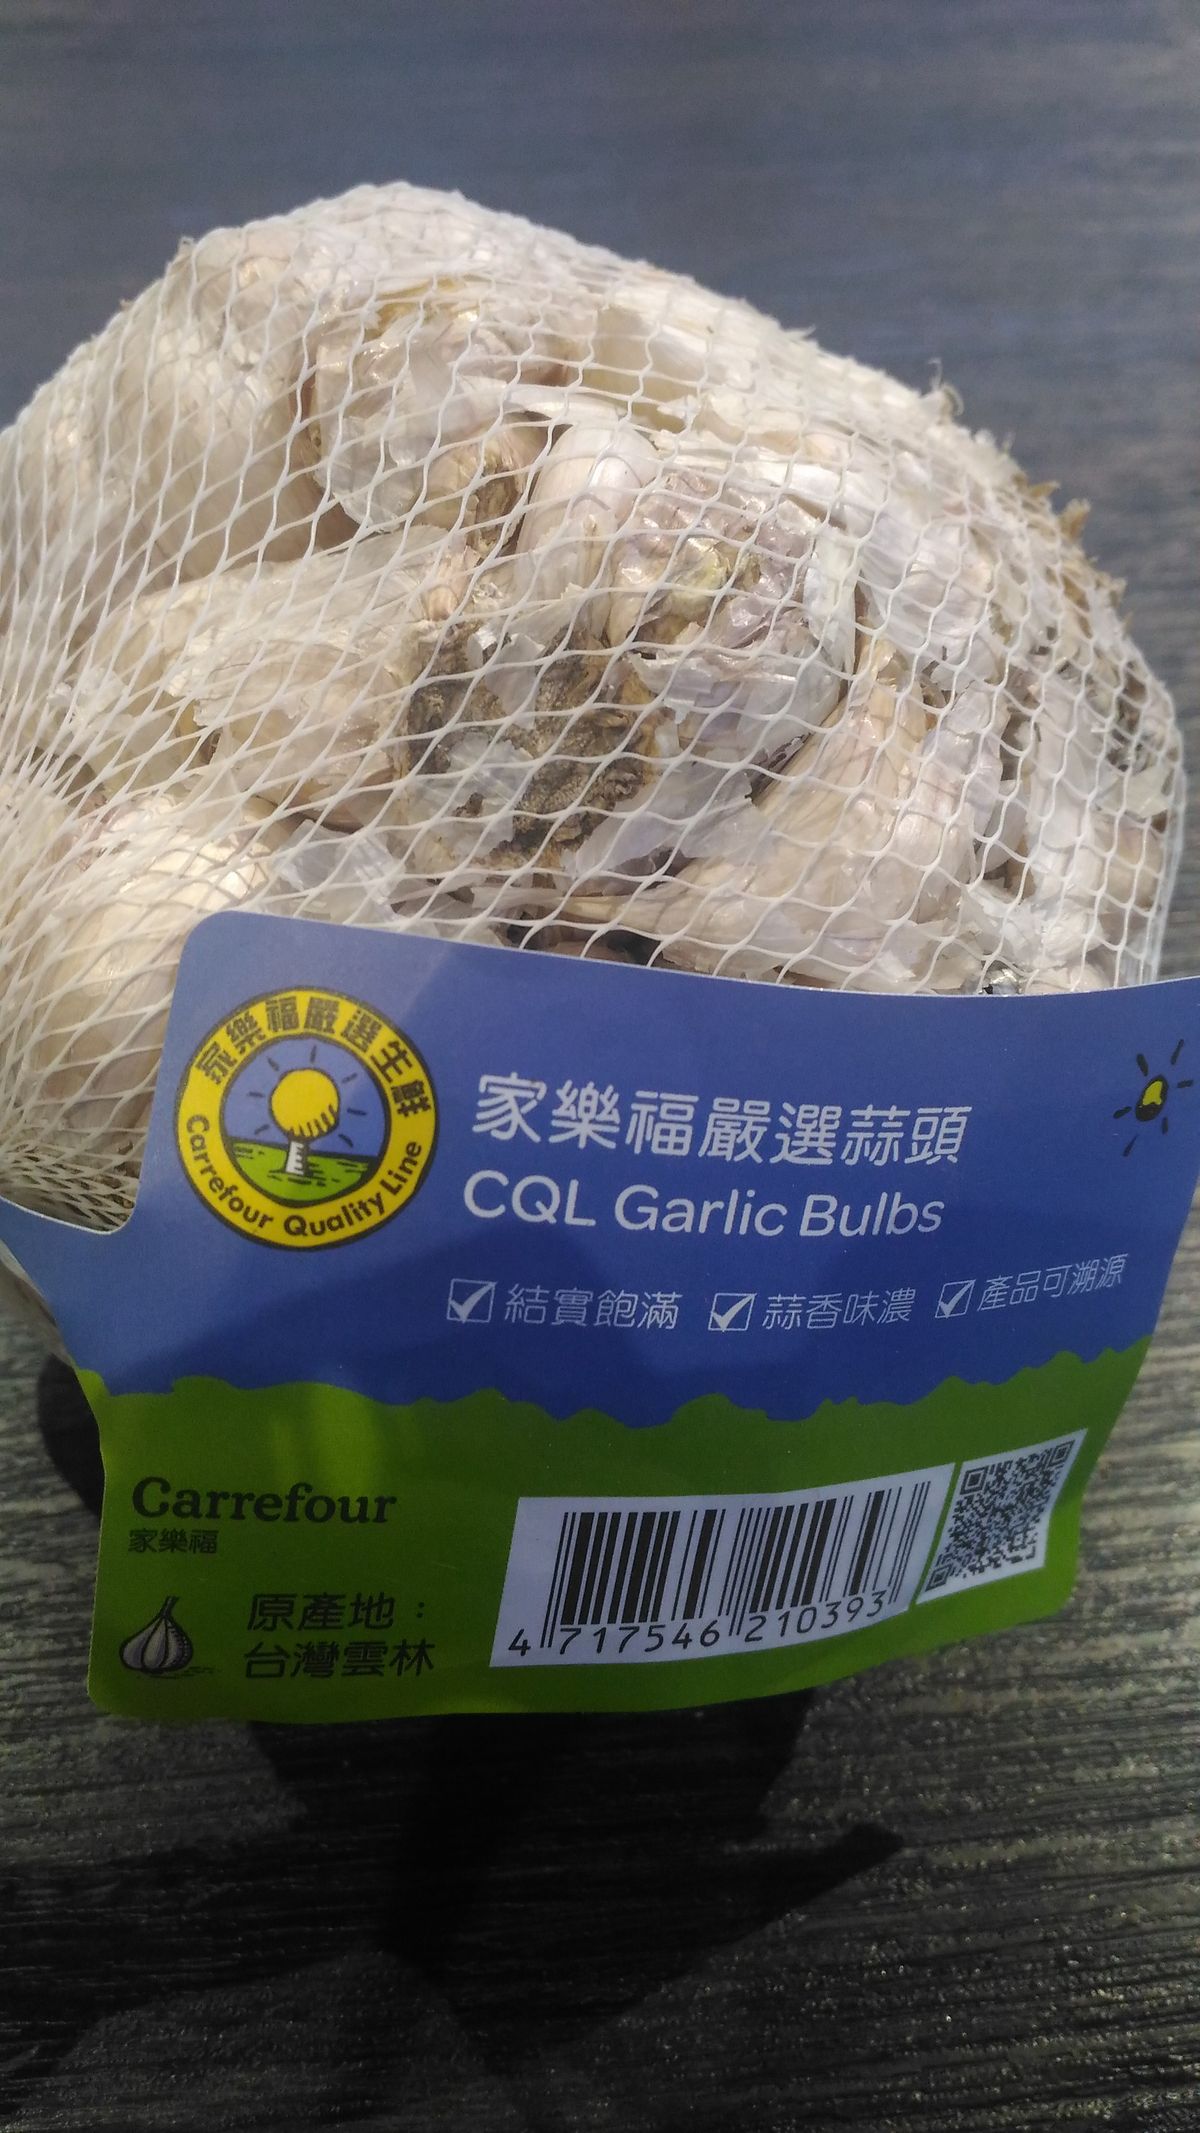 家樂福嚴選生鮮
Carrefour Quality Line
家樂福嚴選蒜頭
CQL Garlic Bulbs
結實飽滿 蒜香味濃 產品可溯源
Carrefour
家樂福
原產地：
台灣雲林
4 717546 210393